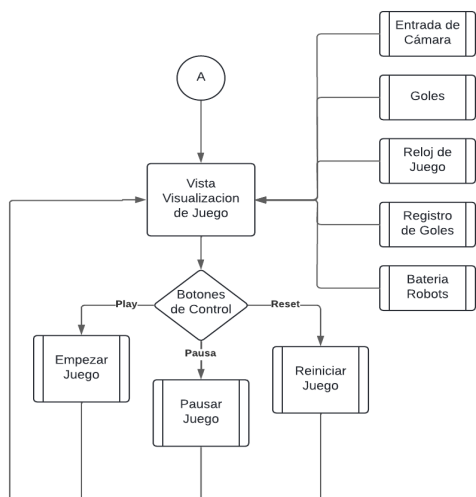 Entrada de
Cámara
A
Goles
Reloj de
Juego
Vista
Visualizacion
de Juego
Registro
de Goles
Bateria
Robots
Botones
de Control
Play
Reset
Pausa
Empezar
Juego
Pausar
Juego
Reiniciar
Juego